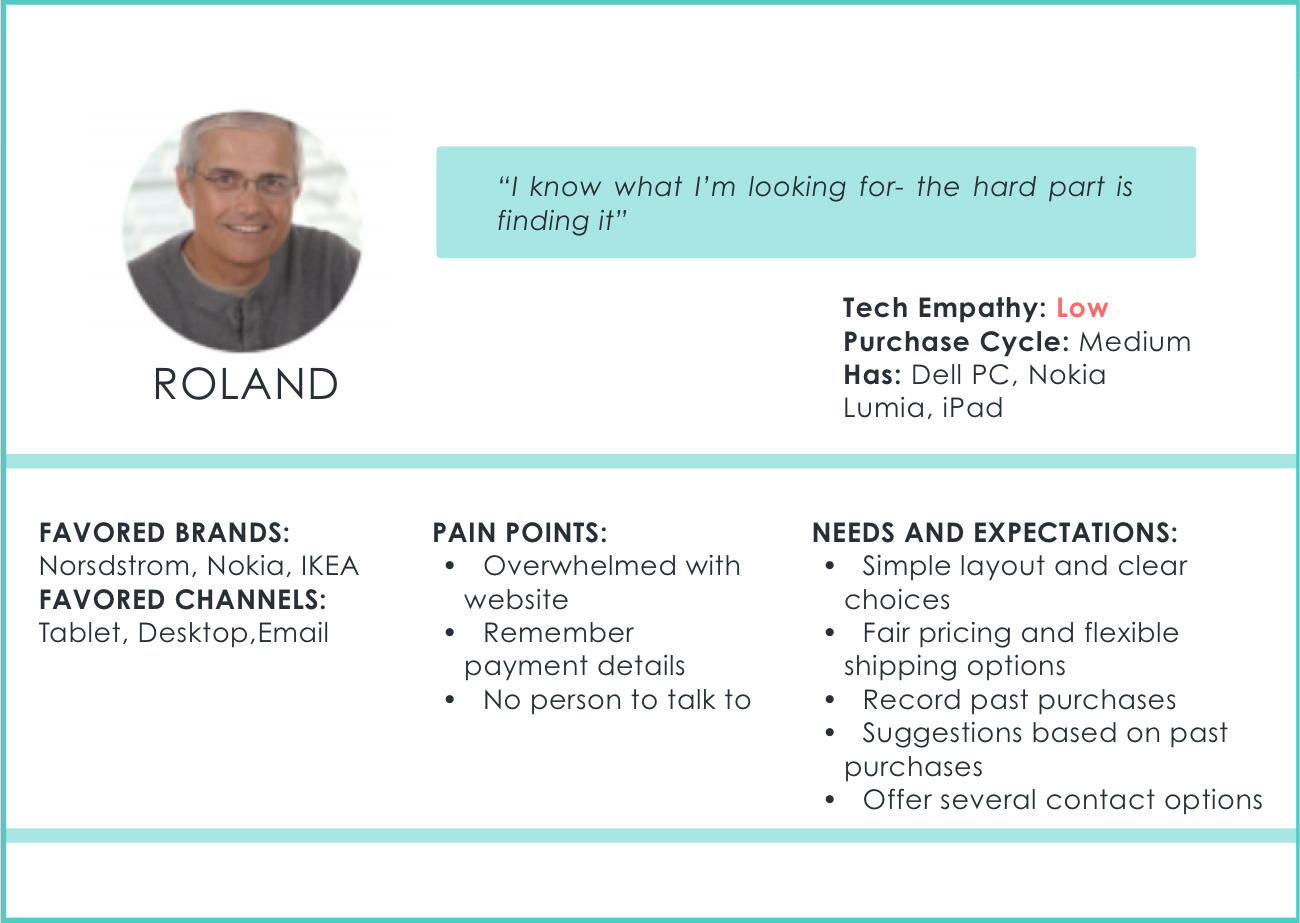 “I know what I’m looking for- the hard part is
finding it”
ROLAND
Tech Empathy: Low
Purchase Cycle: Medium
Has: Dell PC, Nokia
Lumia, iPad
FAVORED BRANDS:
Norsdstrom, Nokia, IKEA
FAVORED CHANNELS:
Tablet, Desktop,Email
PAIN POINTS:
• Overwhelmed with
website
• Remember
payment details
• No person to talk to
NEEDS AND EXPECTATIONS:
• Simple layout and clear
choices
• Fair pricing and flexible
shipping options
• Record past purchases
• Suggestions based on past
purchases
• Offer several contact options